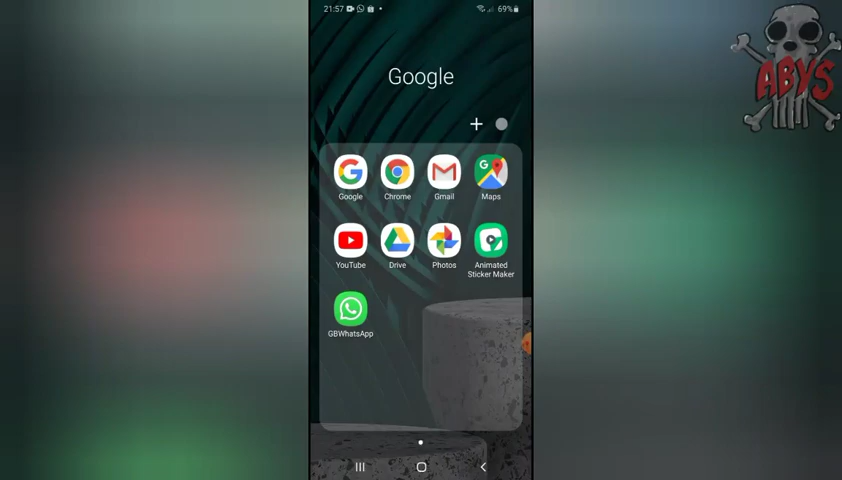 21:57
69%
ABYS
Google
Google
Chrome
Gmail
Maps
YouTube
Drive
Photos
Animated
Sticker Maker
GBWhatsApp